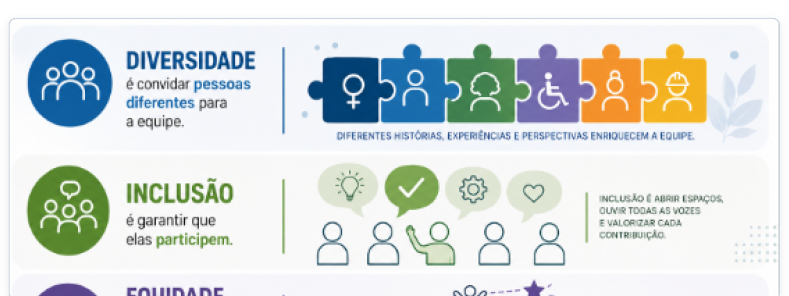 DIVERSIDADE
é convidar pessoas
diferentes para
a equipe.
DIFERENTES HISTÓRIAS, EXPERIÊNCIAS E PERSPECTIVAS ENRIQUECEM A EQUIPE.
INCLUSÃO
é garantir que
elas participem.
INCLUSÃO É ABRIR ESPAÇOS,
OUVIR TODAS AS VOZES
E VALORIZAR CADA
CONTRIBUIÇÃO.
EQUIDADE